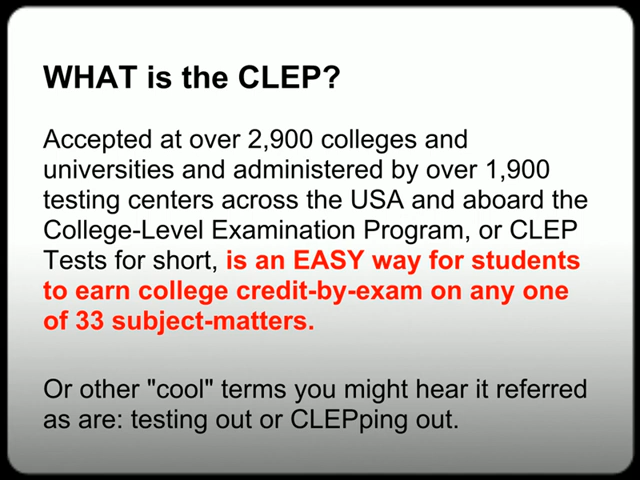 WHAT is the CLEP?
Accepted at over 2,900 colleges and
universities and administered by over 1,900
testing centers across the USA and aboard the
College-Level Examination Program, or CLEP
Tests for short, is an EASY way for students
to earn college credit-by-exam on any one
of 33 subject-matters.
Or other "cool" terms you might hear it referred
as are: testing out or CLEPping out.